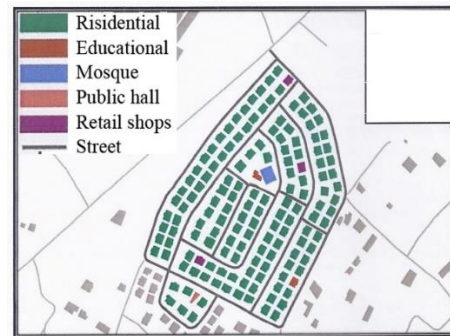 Risidential
Educational
Mosque
Public hall
Retail shops
Street